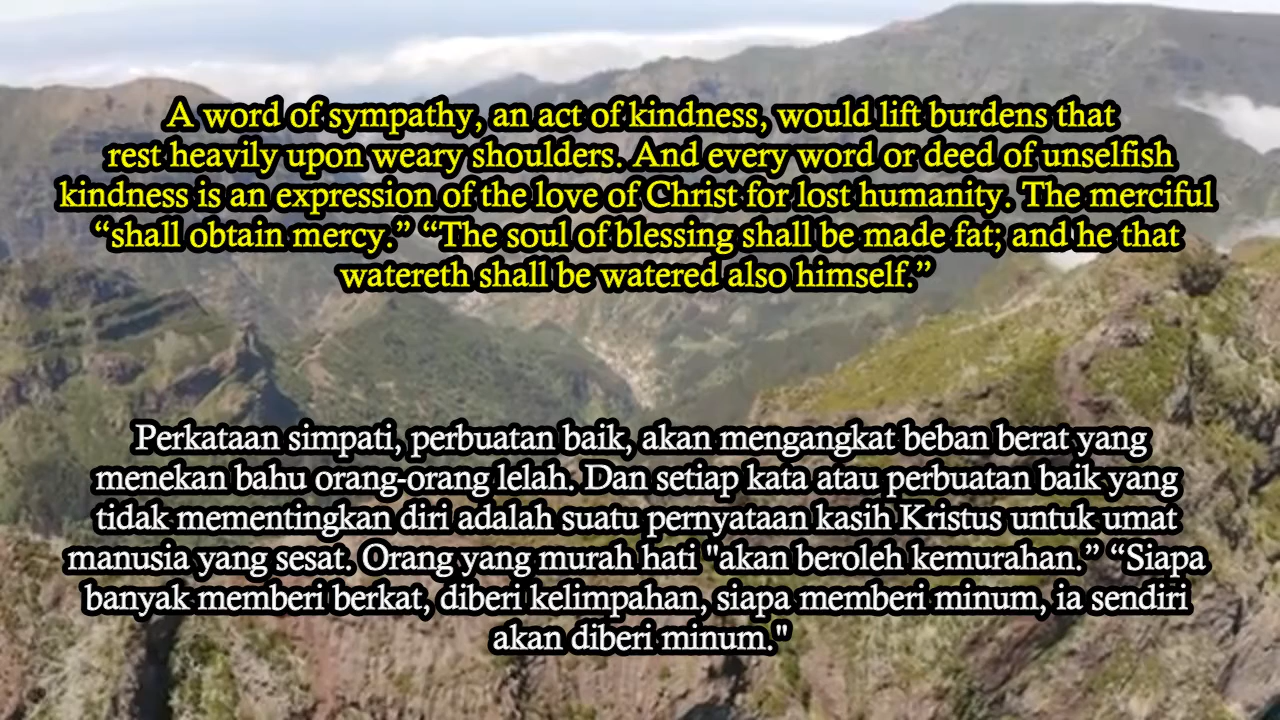 A word of sympathy, an act of kindness, would lift burdens that
rest heavily upon weary shoulders. And every word or deed of unselfish
kindness is an expression of the love of Christ for lost humanity. The merciful
“shall obtain mercy.” “The soul of blessing shall be made fat; and he that
watereth shall be watered also himself.”
Perkataan simpati, perbuatan baik, akan mengangkat beban berat yang
menekan bahu orang-orang lelah. Dan setiap kata atau perbuatan baik yang
tidak mementingkan diri adalah suatu pernyataan kasih Kristus untuk umat
manusia yang sesat. Orang yang murah hati "akan beroleh kemurahan.” “Siapa
banyak memberi berkat, diberi kelimpahan, siapa memberi minum, ia sendiri
akan diberi minum."